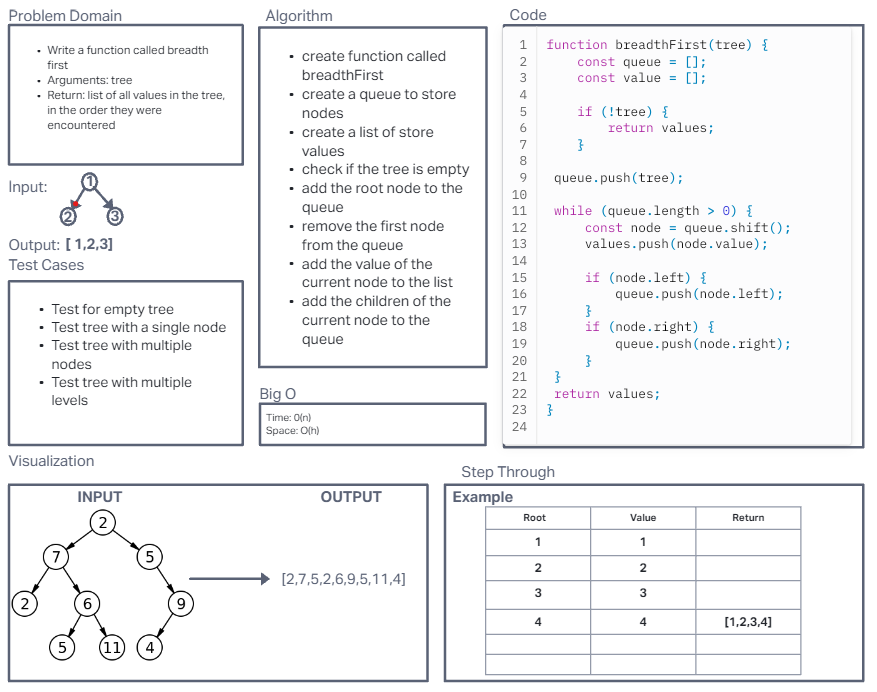 Problem Domain
• Write a function called breadth
first
• Arguments: tree
• Return: list of all values in the tree,
in the order they were
encountered
Input:
1
2
3
Output: [ 1,2,3]
Test Cases
• Test for empty tree
• Test tree with a single node
• Test tree with multiple
nodes
• Test tree with multiple
levels
Algorithm
• create function called
breadthFirst
• create a queue to store
nodes
• create a list of store
values
• check if the tree is empty
• add the root node to the
queue
• remove the first node
from the queue
• add the value of the
current node to the list
• add the children of the
current node to the
queue
Big O
Time: 0(n)
Space: O(h)
Code
1 function breadthFirst(tree) {
2 const queue = [];
3 const value = [];
4
5 if (!tree) {
6 return values;
7 }
8
9 queue.push(tree);
10
11 while (queue.length > 0) {
12 const node = queue.shift();
13 values.push(node.value);
14
15 if (node.left) {
16 queue.push(node.left);
17 }
18 if (node.right) {
19 queue.push(node.right);
20 }
21 }
22 return values;
23 }
24
Visualization
INPUT OUTPUT
2
7 5
2 6 9
5 11 4
[2,7,5,2,6,9,5,11,4]
Step Through
Example
Root Value Return
1 1
2 2
3 3
4 4 [1,2,3,4]